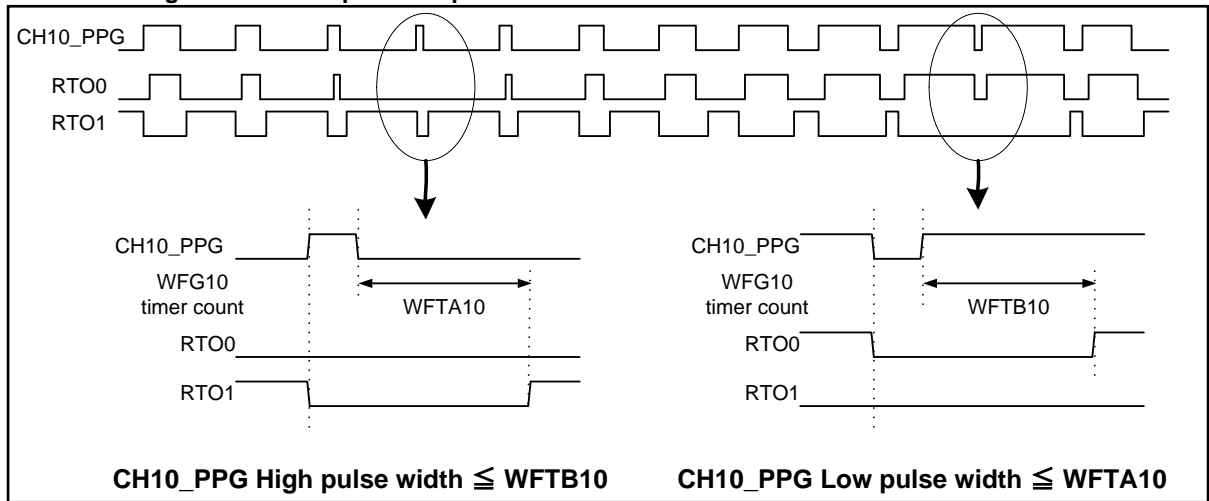 CH10_PPG
RTO0
RTO1
CH10_PPG
WFG10
timer count
WFTA10
RTO0
RTO1
CH10_PPG High pulse width ≦ WFTB10
CH10_PPG
WFG10
timer count
WFTB10
RTO0
RTO1
CH10_PPG Low pulse width ≦ WFTA10